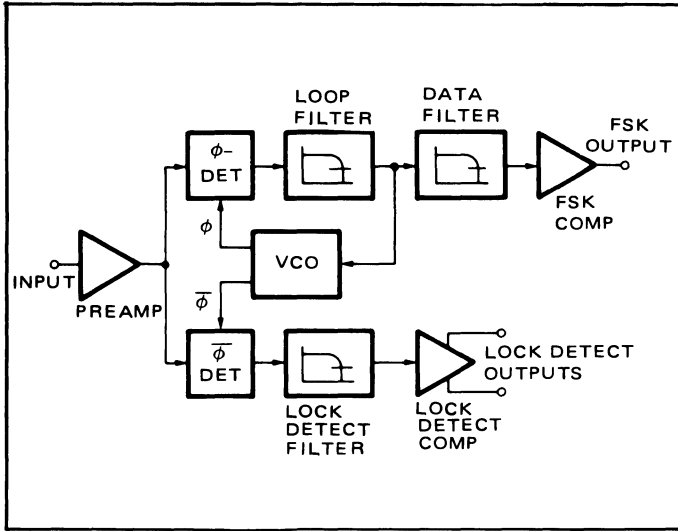 LOOP
FILTER
DATA
FILTER
FSK
OUTPUT
ϕ–
DET
FSK
COMP
ϕ
VCO
INPUT
PREAMP
ϕ̅
ϕ̅
DET
LOCK DETECT
OUTPUTS
LOCK
DETECT
FILTER
LOCK
DETECT
COMP